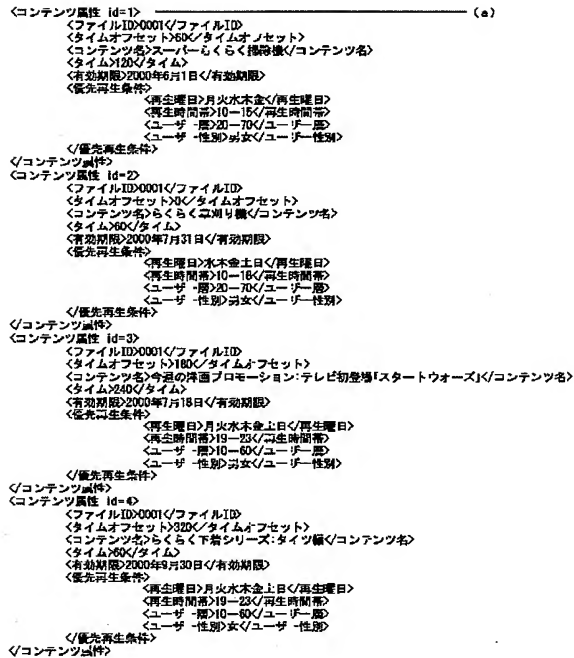 <コンテンツ属性 id=1> (a)
<ファイルID>0001</ファイルID>
<タイムオフセット>60</タイムオフセット>
<コンテンツ名>スーパーらくらく掃除機</コンテンツ名>
<タイム>120</タイム>
<有効期限>2000年6月1日</有効期限>
<優先再生条件>
<再生曜日>月火水木金</再生曜日>
<再生時間帯>10-15</再生時間帯>
<ユーザー層>20-70</ユーザー層>
<ユーザー性別>男女</ユーザー性別>
</優先再生条件>
</コンテンツ属性>
<コンテンツ属性 id=2>
<ファイルID>0001</ファイルID>
<タイムオフセット>0</タイムオフセット>
<コンテンツ名>らくらく草刈り機</コンテンツ名>
<タイム>60</タイム>
<有効期限>2000年7月31日</有効期限>
<優先再生条件>
<再生曜日>水木金土日</再生曜日>
<再生時間帯>10-16</再生時間帯>
<ユーザー層>20-70</ユーザー層>
<ユーザー性別>男女</ユーザー性別>
</優先再生条件>
</コンテンツ属性>
<コンテンツ属性 id=3>
<ファイルID>0001</ファイルID>
<タイムオフセット>180</タイムオフセット>
<コンテンツ名>今週の洋画プロモーション:テレビ初登場「スタートウォーズ」</コンテンツ名>
<タイム>240</タイム>
<有効期限>2000年7月18日</有効期限>
<優先再生条件>
<再生曜日>月火水木金土日</再生曜日>
<再生時間帯>19-23</再生時間帯>
<ユーザー層>10-60</ユーザー層>
<ユーザー性別>男女</ユーザー性別>
</優先再生条件>
</コンテンツ属性>
<コンテンツ属性 id=4>
<ファイルID>0001</ファイルID>
<タイムオフセット>320</タイムオフセット>
<コンテンツ名>らくらく下着シリーズ:タイツ編</コンテンツ名>
<タイム>60</タイム>
<有効期限>2000年9月30日</有効期限>
<優先再生条件>
<再生曜日>月火水木金土日</再生曜日>
<再生時間帯>19-23</再生時間帯>
<ユーザー層>10-60</ユーザー層>
<ユーザー性別>女</ユーザー性別>
</優先再生条件>
</コンテンツ属性>